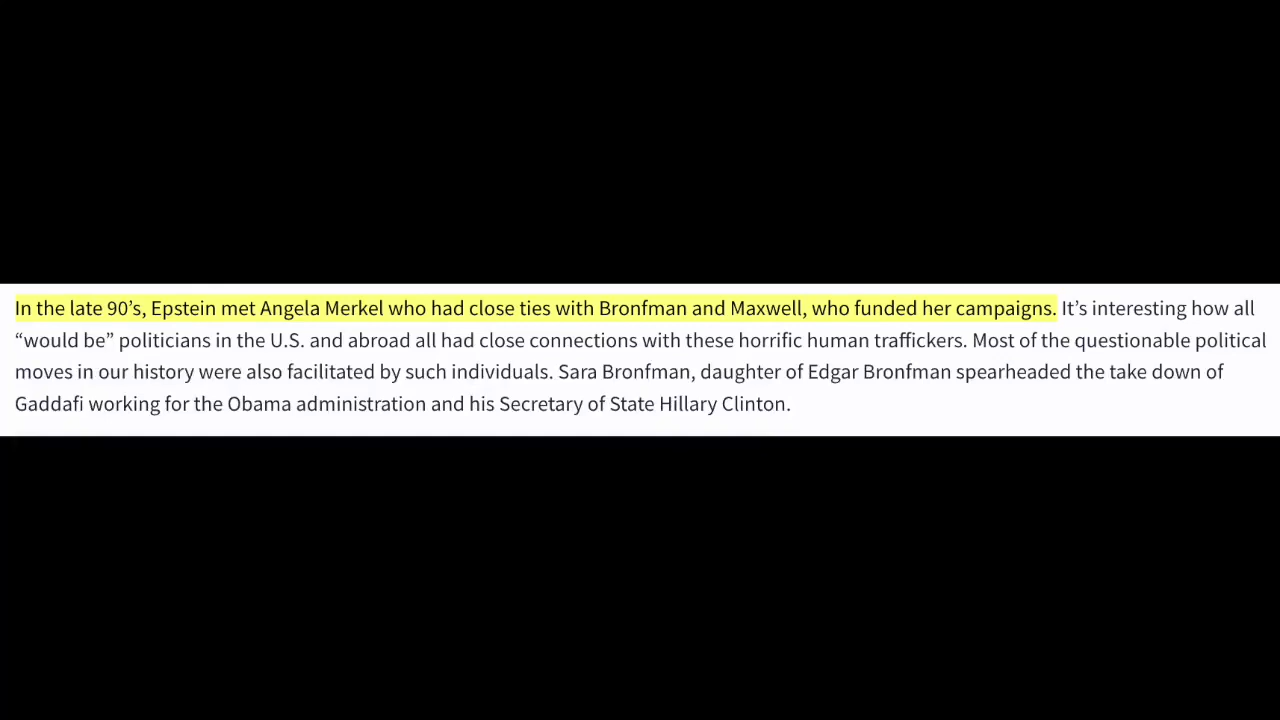 In the late 90’s, Epstein met Angela Merkel who had close ties with Bronfman and Maxwell, who funded her campaigns. It’s interesting how all
“would be” politicians in the U.S. and abroad all had close connections with these horrific human traffickers. Most of the questionable political
moves in our history were also facilitated by such individuals. Sara Bronfman, daughter of Edgar Bronfman spearheaded the take down of
Gaddafi working for the Obama administration and his Secretary of State Hillary Clinton.